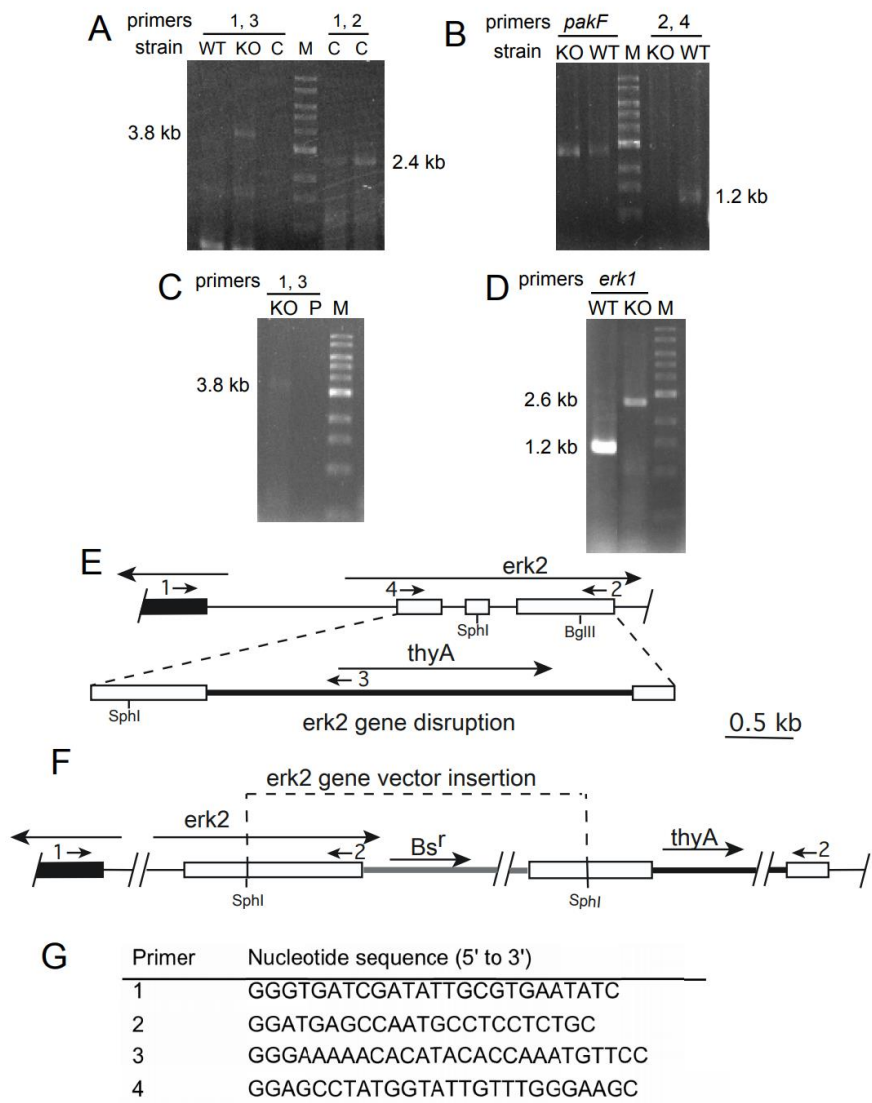 A primers 1, 3 1, 2
strain WT KO C M C C
3.8 kb
2.4 kb
B primers pakF 2, 4
strain KO WT M KO WT
1.2 kb
C primers 1, 3
KO P M
3.8 kb
D primers erk1
WT KO M
2.6 kb
1.2 kb
E
erk2
1 4 2
SphI BglII
thyA
3
SphI
erk2 gene disruption
0.5 kb
F
erk2 gene vector insertion
erk2
1 2 Bsr thyA 2
SphI SphI
G Primer Nucleotide sequence (5' to 3')
1 GGGTGATCGATATTGCGTGAATATC
2 GGATGAGCCAATGCCTCCTCTGC
3 GGGAAAAACACATACACCAAATGTTCC
4 GGAGCCTATGGTATTGTTTGGGAAGC